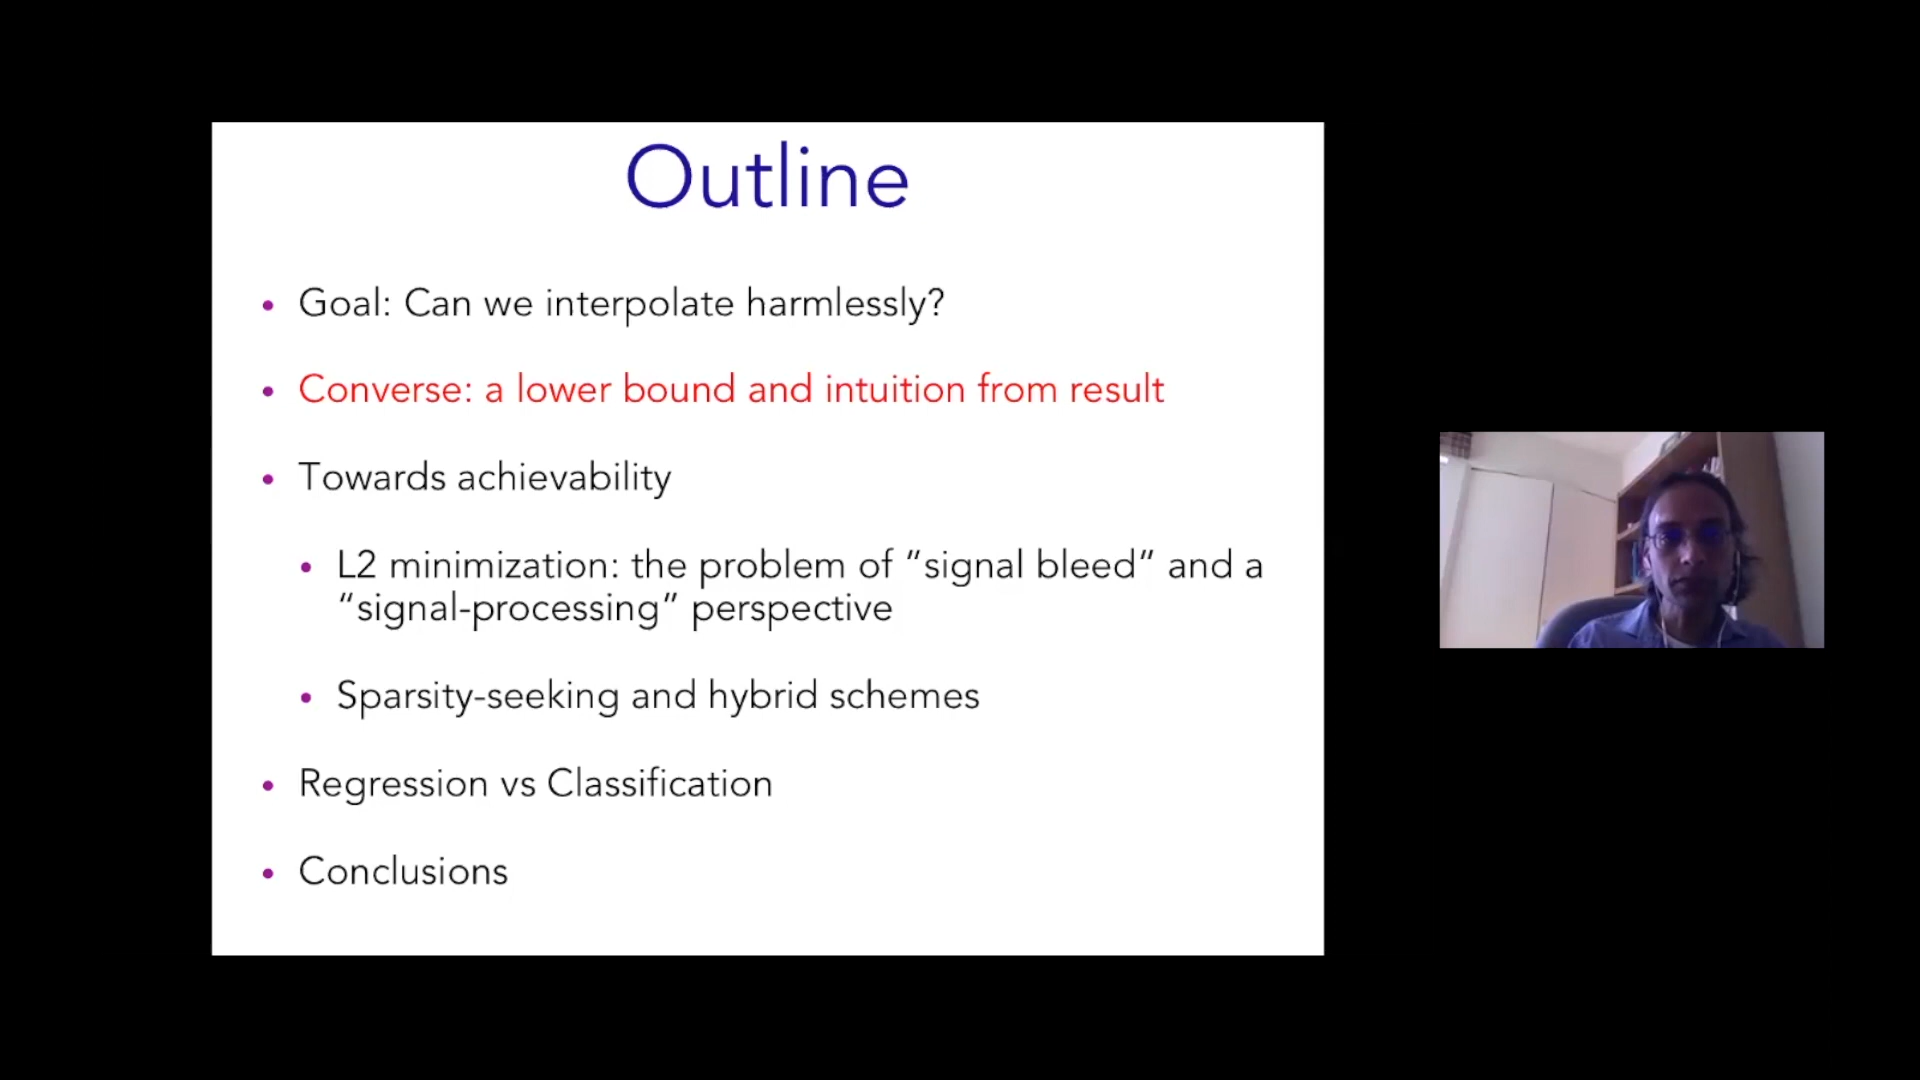 Outline
• Goal: Can we interpolate harmlessly?
• Converse: a lower bound and intuition from result
• Towards achievability
• L2 minimization: the problem of “signal bleed” and a
“signal-processing” perspective
• Sparsity-seeking and hybrid schemes
• Regression vs Classification
• Conclusions